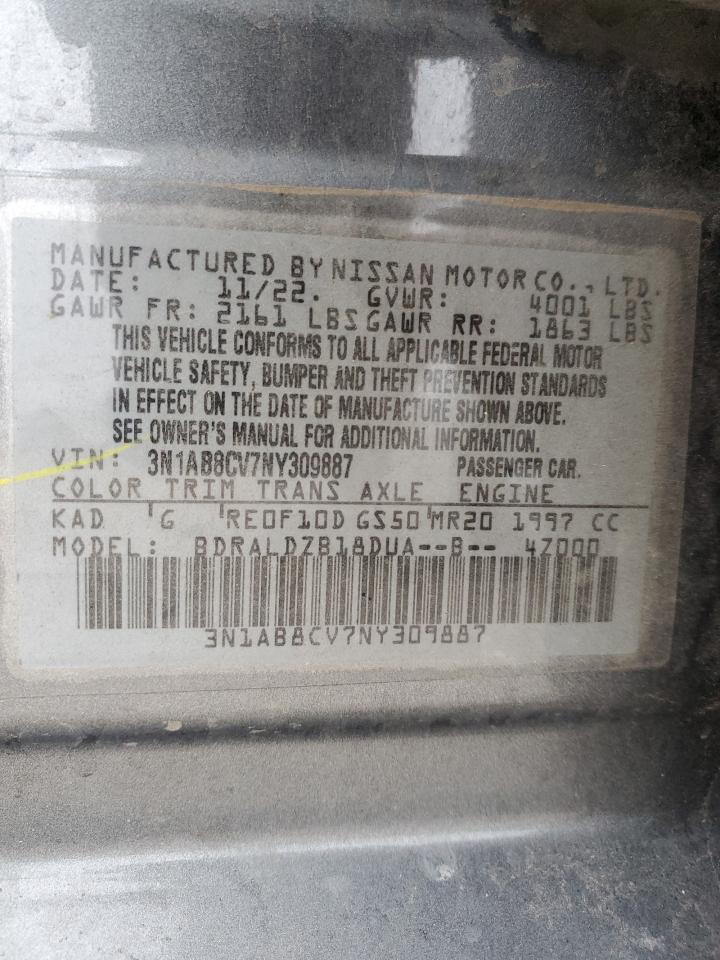 MANUFACTURED BY NISSAN MOTOR CO., LTD.
DATE: 11/22. GVWR: 4001 LBS
GAWR FR: 2161 LBS GAWR RR: 1863 LBS
THIS VEHICLE CONFORMS TO ALL APPLICABLE FEDERAL MOTOR
VEHICLE SAFETY, BUMPER AND THEFT PREVENTION STANDARDS
IN EFFECT ON THE DATE OF MANUFACTURE SHOWN ABOVE.
SEE OWNER'S MANUAL FOR ADDITIONAL INFORMATION.
VIN: 3N1AB8CV7NY309887 PASSENGER CAR.
COLOR TRIM TRANS AXLE ENGINE
KAD 'G 'RE0F10D GS50 'MR20 1997 CC
MODEL: BDRALDZB18DUA--B-- 4Z000
3N1AB8CV7NY309887